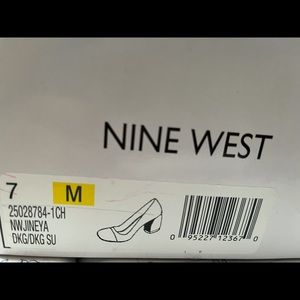 NINE WEST
7 M
25028784-1CH
NWJINEYA
DKG/DKG SU
0 95227 12367 0